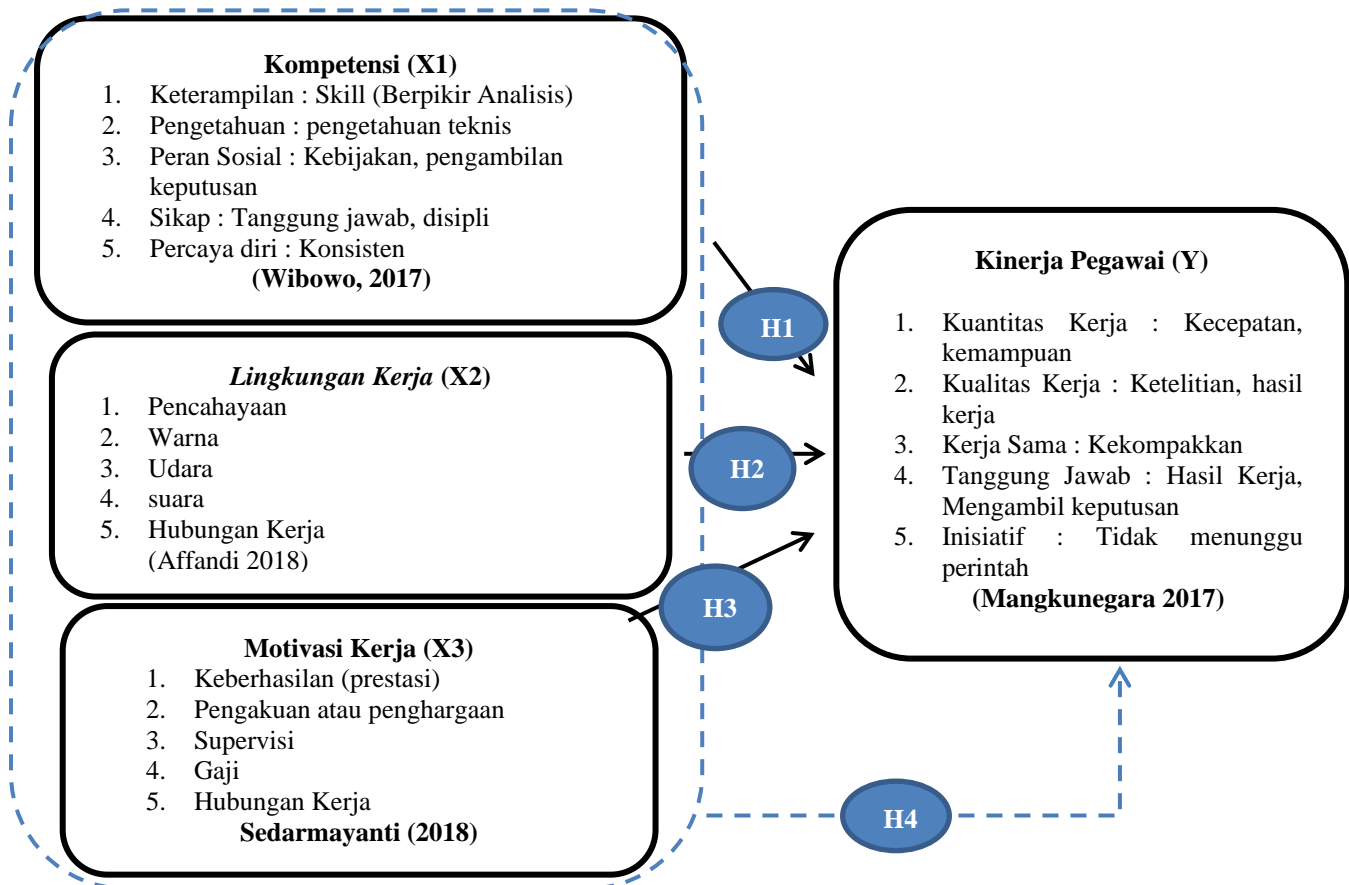 Kompetensi (X1)
1. Keterampilan : Skill (Berpikir Analisis)
2. Pengetahuan : pengetahuan teknis
3. Peran Sosial : Kebijakan, pengambilan
keputusan
4. Sikap : Tanggung jawab, disipli
5. Percaya diri : Konsisten
(Wibowo, 2017)
Lingkungan Kerja (X2)
1. Pencahayaan
2. Warna
3. Udara
4. suara
5. Hubungan Kerja
(Affandi 2018)
Motivasi Kerja (X3)
1. Keberhasilan (prestasi)
2. Pengakuan atau penghargaan
3. Supervisi
4. Gaji
5. Hubungan Kerja
Sedarmayanti (2018)
H1
H2
H3
H4
Kinerja Pegawai (Y)
1. Kuantitas Kerja : Kecepatan,
kemampuan
2. Kualitas Kerja : Ketelitian, hasil
kerja
3. Kerja Sama : Kekompakkan
4. Tanggung Jawab : Hasil Kerja,
Mengambil keputusan
5. Inisiatif : Tidak menunggu
perintah
(Mangkunegara 2017)